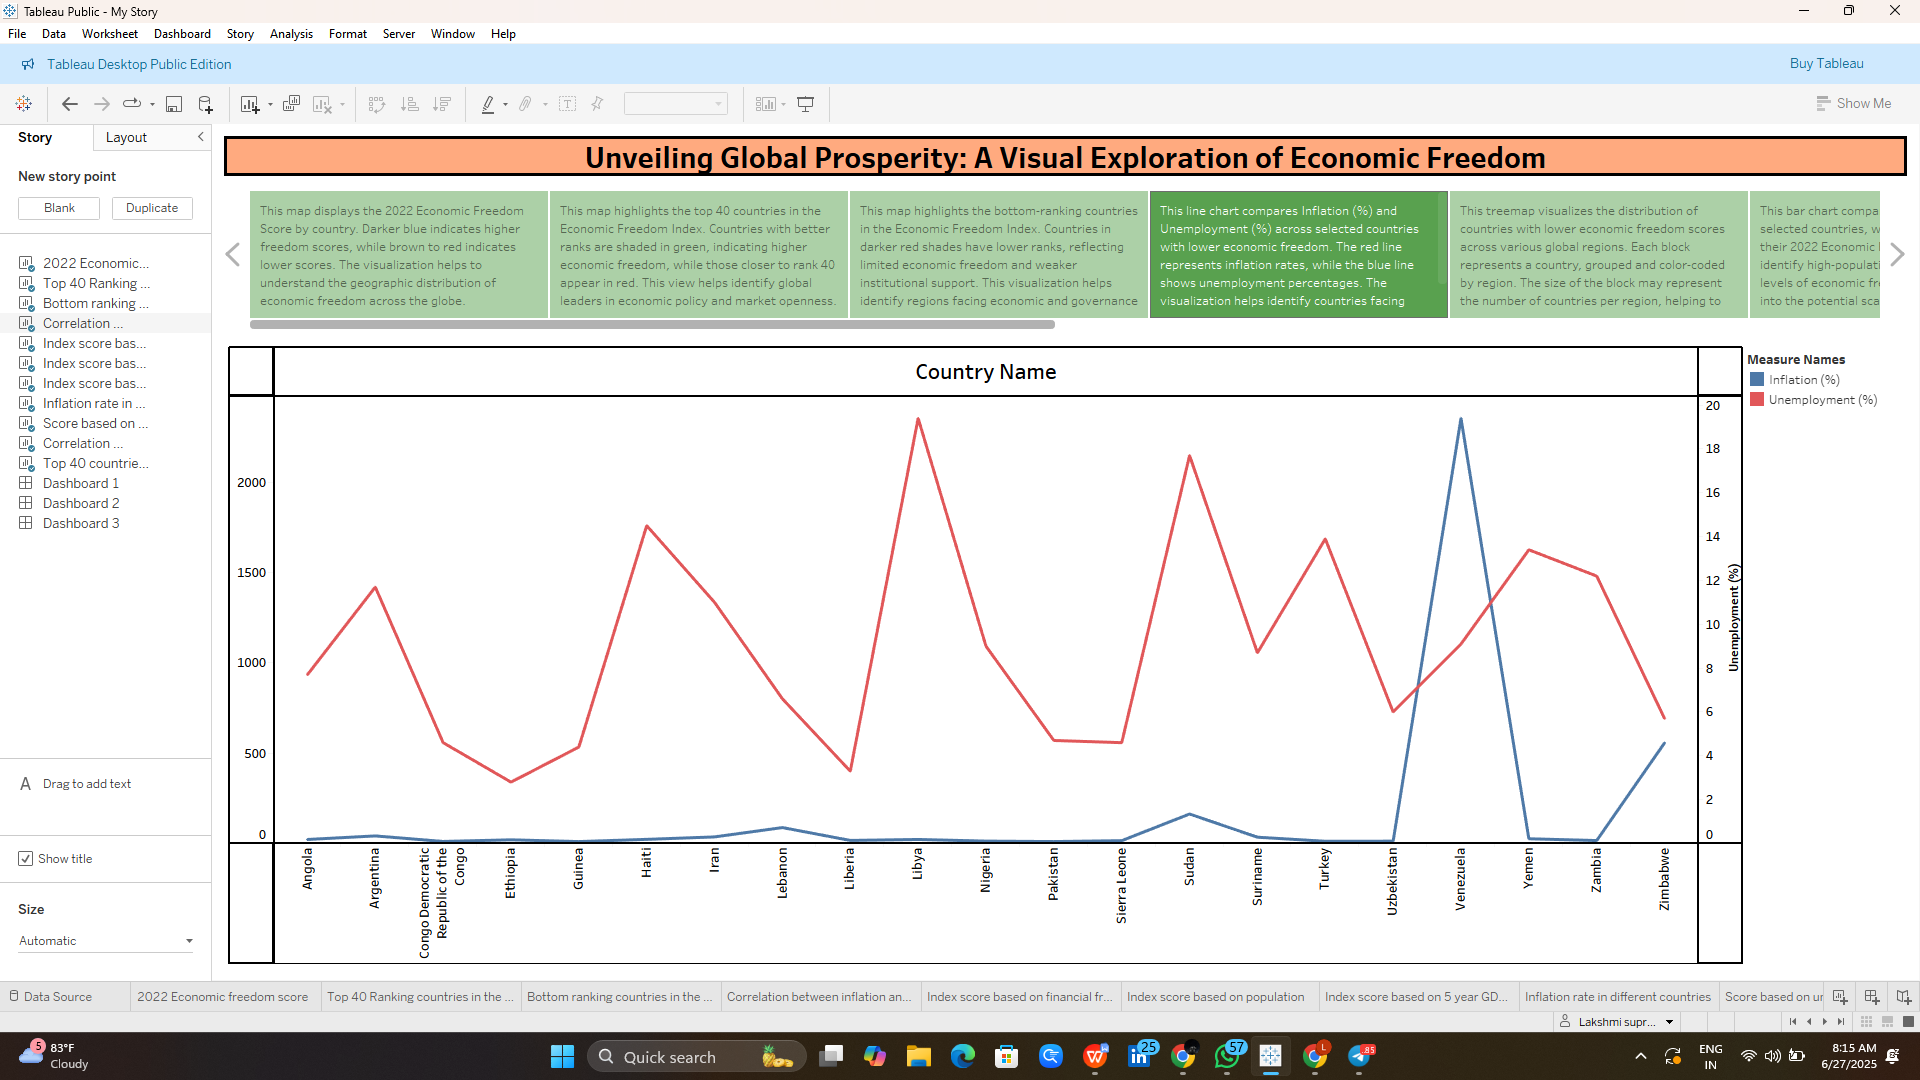 Tableau Public - My Story
File Data Worksheet Dashboard Story Analysis Format Server Window Help
Tableau Desktop Public Edition
Buy Tableau
Show Me
Story
Layout
New story point
Blank
Duplicate
2022 Economic...
Top 40 Ranking ...
Bottom ranking ...
Correlation ...
Index score bas...
Index score bas...
Index score bas...
Inflation rate in ...
Score based on ...
Correlation ...
Top 40 countrie...
Dashboard 1
Dashboard 2
Dashboard 3
A Drag to add text
Show title
Size
Automatic
Unveiling Global Prosperity: A Visual Exploration of Economic Freedom
This map displays the 2022 Economic Freedom
Score by country. Darker blue indicates higher
freedom scores, while brown to red indicates
lower scores. The visualization helps to
understand the geographic distribution of
economic freedom across the globe.
This map highlights the top 40 countries in the
Economic Freedom Index. Countries with better
ranks are shaded in green, indicating higher
economic freedom, while those closer to rank 40
appear in red. This view helps identify global
leaders in economic policy and market openness.
This map highlights the bottom-ranking countries
in the Economic Freedom Index. Countries in
darker red shades have lower ranks, reflecting
limited economic freedom and weaker
institutional support. This visualization helps
identify regions facing economic and governance
This line chart compares Inflation (%) and
Unemployment (%) across selected countries
with lower economic freedom. The red line
represents inflation rates, while the blue line
shows unemployment percentages. The
visualization helps identify countries facing
This treemap visualizes the distribution of
countries with lower economic freedom scores
across various global regions. Each block
represents a country, grouped and color-coded
by region. The size of the block may represent
the number of countries per region, helping to
This bar chart compa
selected countries, w
their 2022 Economic
identify high-populati
levels of economic fr
into the potential sca
Country Name
2000
1500
1000
500
0
20
18
16
14
12
10
8
6
4
2
0
Unemployment (%)
Angola
Argentina
Congo Democratic
Republic of the
Congo
Ethiopia
Guinea
Haiti
Iran
Lebanon
Liberia
Libya
Nigeria
Pakistan
Sierra Leone
Sudan
Suriname
Turkey
Uzbekistan
Venezuela
Yemen
Zambia
Zimbabwe
Measure Names
Inflation (%)
Unemployment (%)
Data Source
2022 Economic freedom score
Top 40 Ranking countries in the ...
Bottom ranking countries in the ...
Correlation between inflation an...
Index score based on financial fr...
Index score based on population
Index score based on 5 year GD...
Inflation rate in different countries
Score based on ur
Lakshmi supr...
5
83°F
Cloudy
Quick search
25
57
L
85
ENG
IN
8:15 AM
6/27/2025